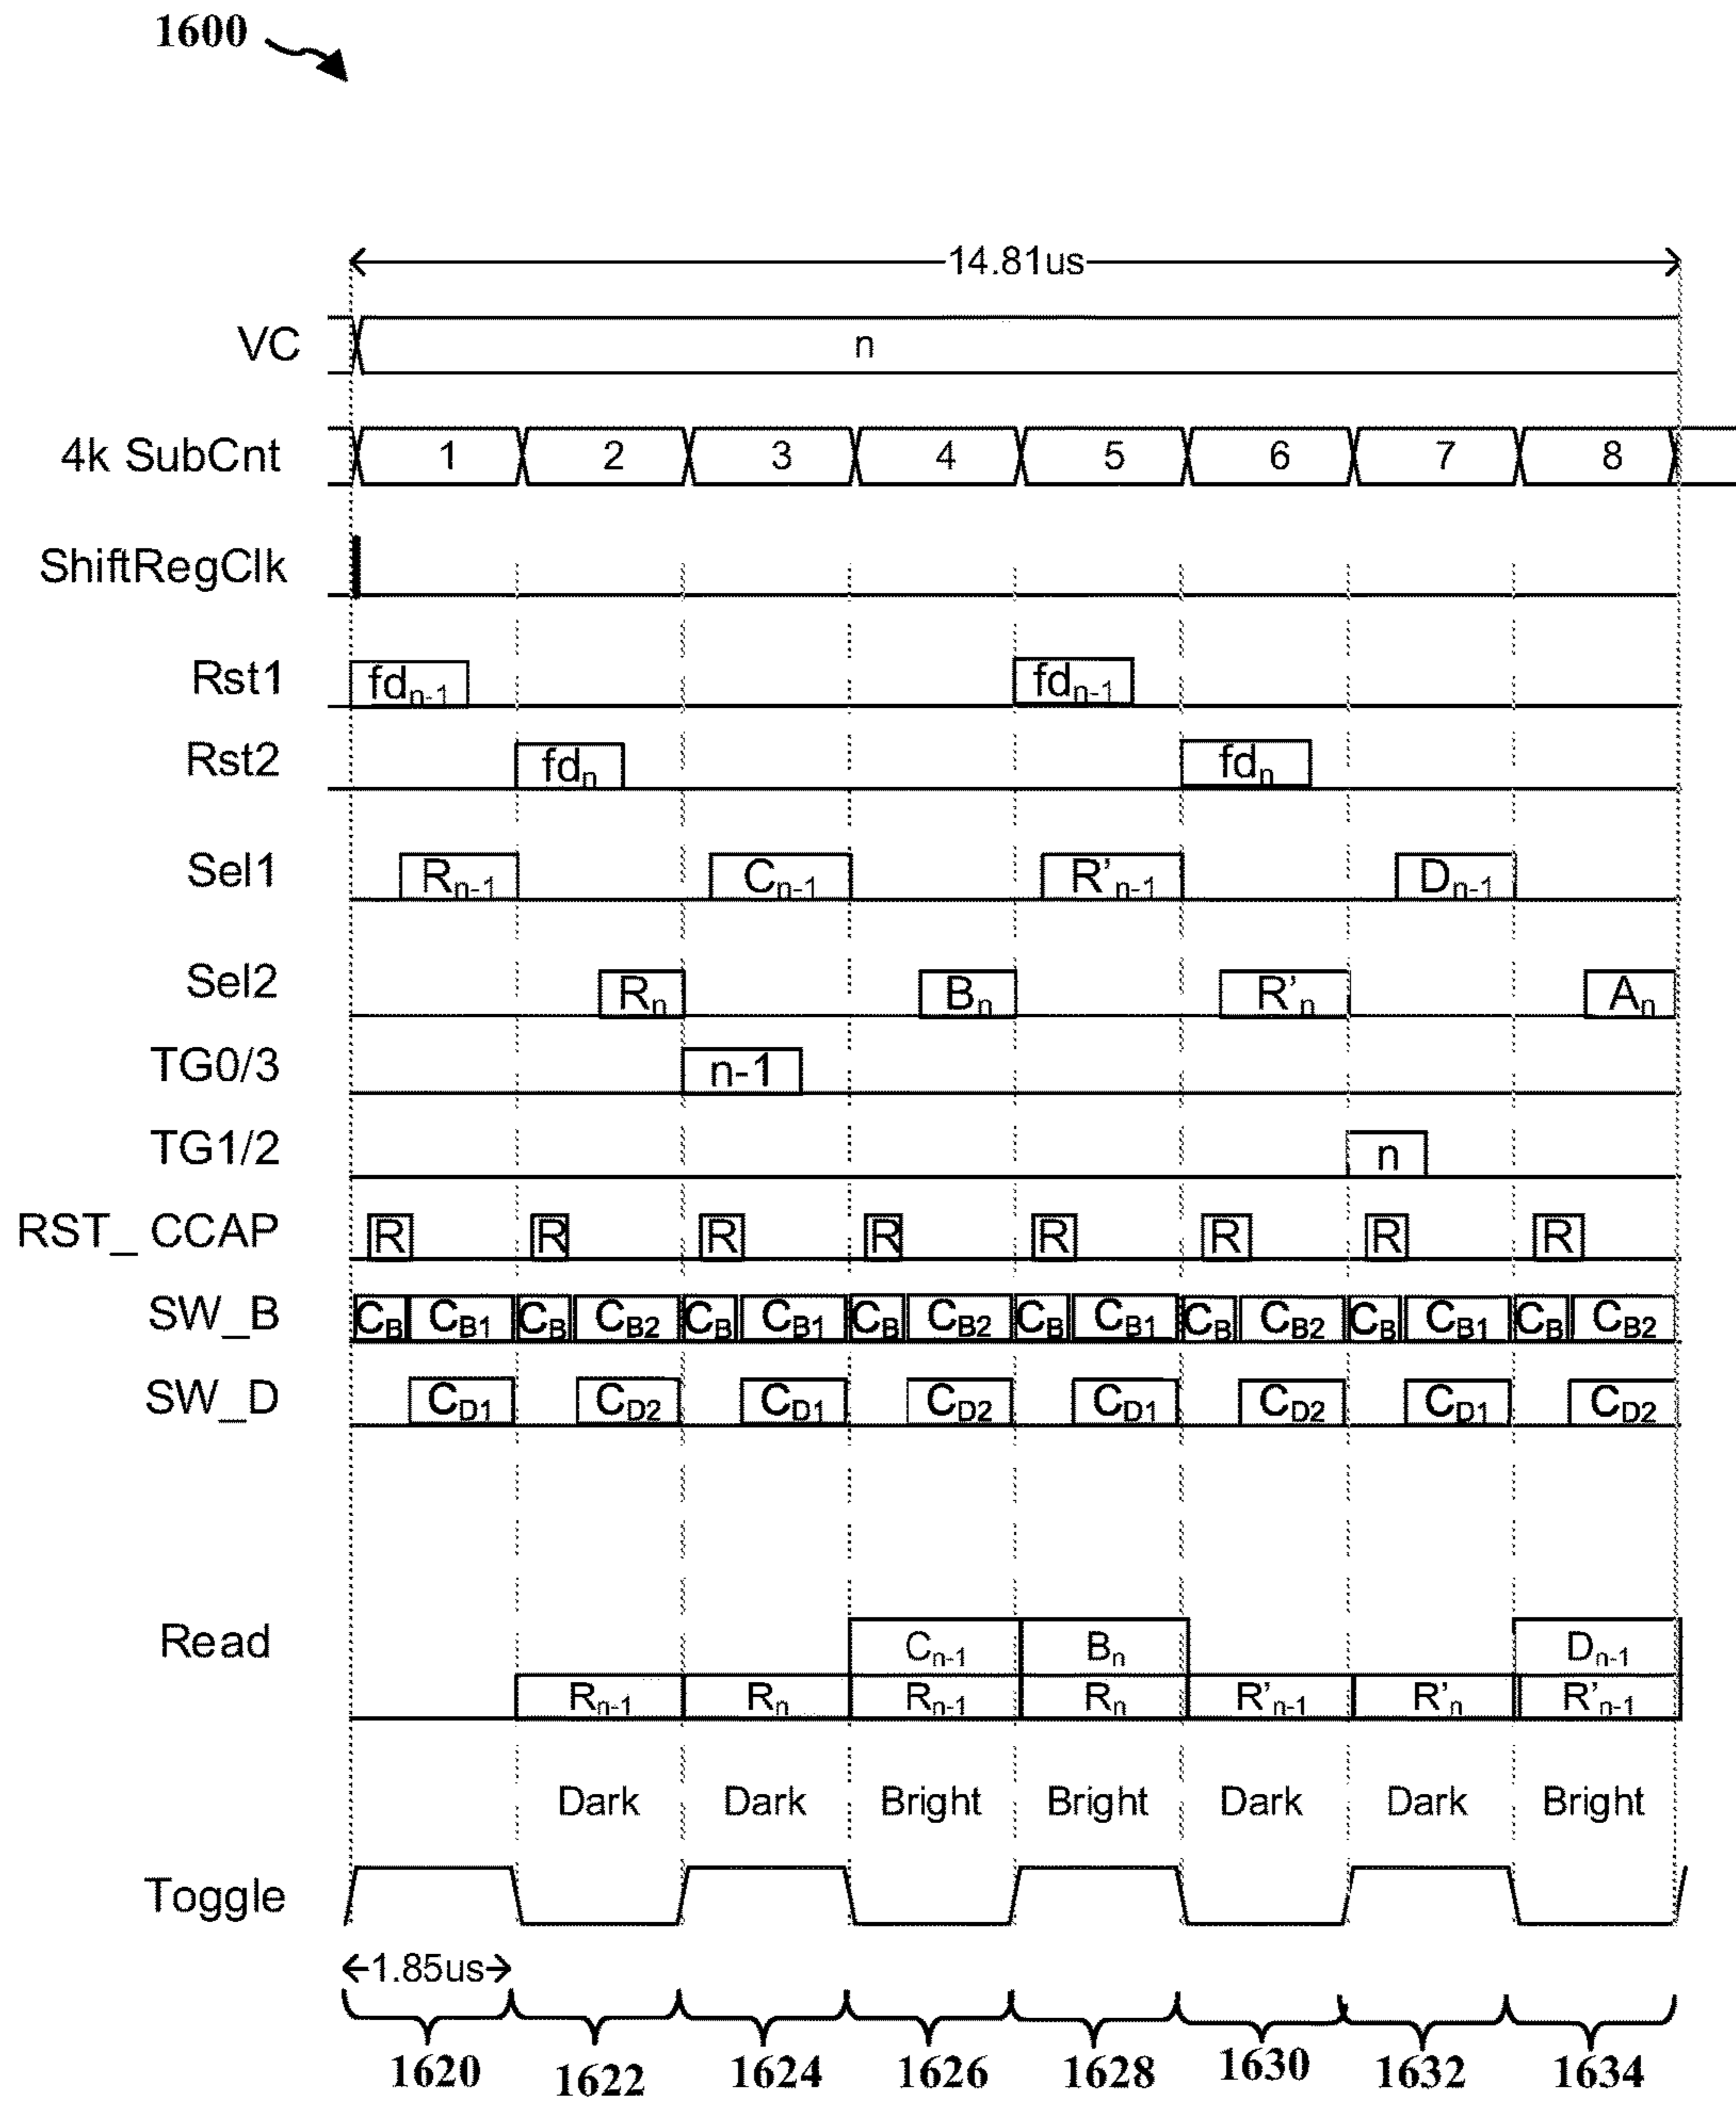 1600
14.81us
VC n
4k SubCnt 1 2 3 4 5 6 7 8
ShiftRegClk
Rst1 fdn-1 fdn-1
Rst2 fdn fdn
Sel1 Rn-1 Cn-1 R'n-1 Dn-1
Sel2 Rn Bn R'n An
TG0/3 n-1
TG1/2 n
RST_ CCAP R R R R R R R R
SW_B CB CB1 CB CB2 CB CB1 CB CB2 CB CB1 CB CB2 CB CB1 CB CB2
SW_D CD1 CD2 CD1 CD2 CD1 CD2 CD1 CD2
Cn-1 Bn Dn-1
Read Rn-1 Rn Rn-1 Rn R'n-1 R'n R'n-1
Dark Dark Bright Bright Dark Dark Bright
Toggle
1.85us
1620 1622 1624 1626 1628 1630 1632 1634